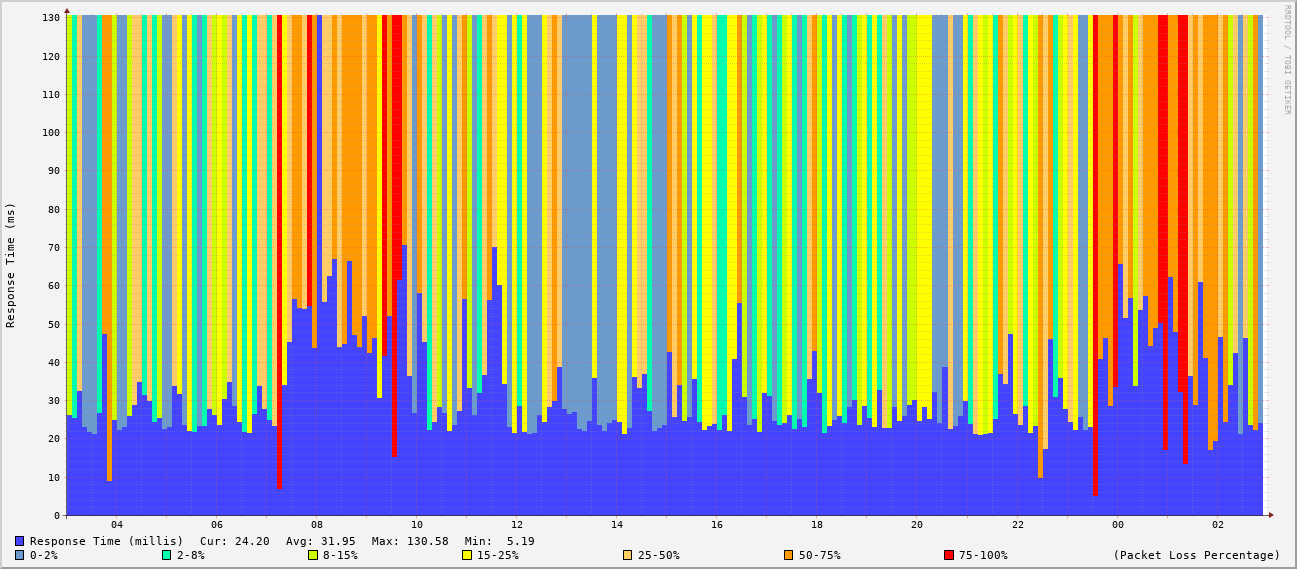 RRDTOOL / TOBI OETIKER
Response Time (ms)
130
120
110
100
90
80
70
60
50
40
30
20
10
0
04 06 08 10 12 14 16 18 20 22 00 02
Response Time (millis) Cur: 24.20 Avg: 31.95 Max: 130.58 Min: 5.19
0-2% 2-8% 8-15% 15-25% 25-50% 50-75% 75-100% (Packet Loss Percentage)